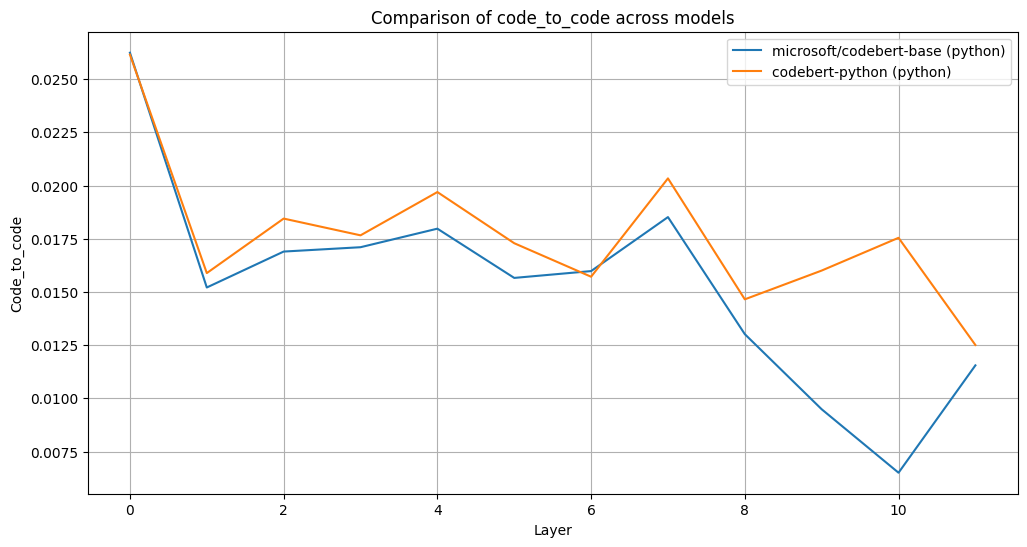 Comparison of code_to_code across models
microsoft/codebert-base (python)
codebert-python (python)
Code_to_code
0.0250
0.0225
0.0200
0.0175
0.0150
0.0125
0.0100
0.0075
0 2 4 6 8 10
Layer